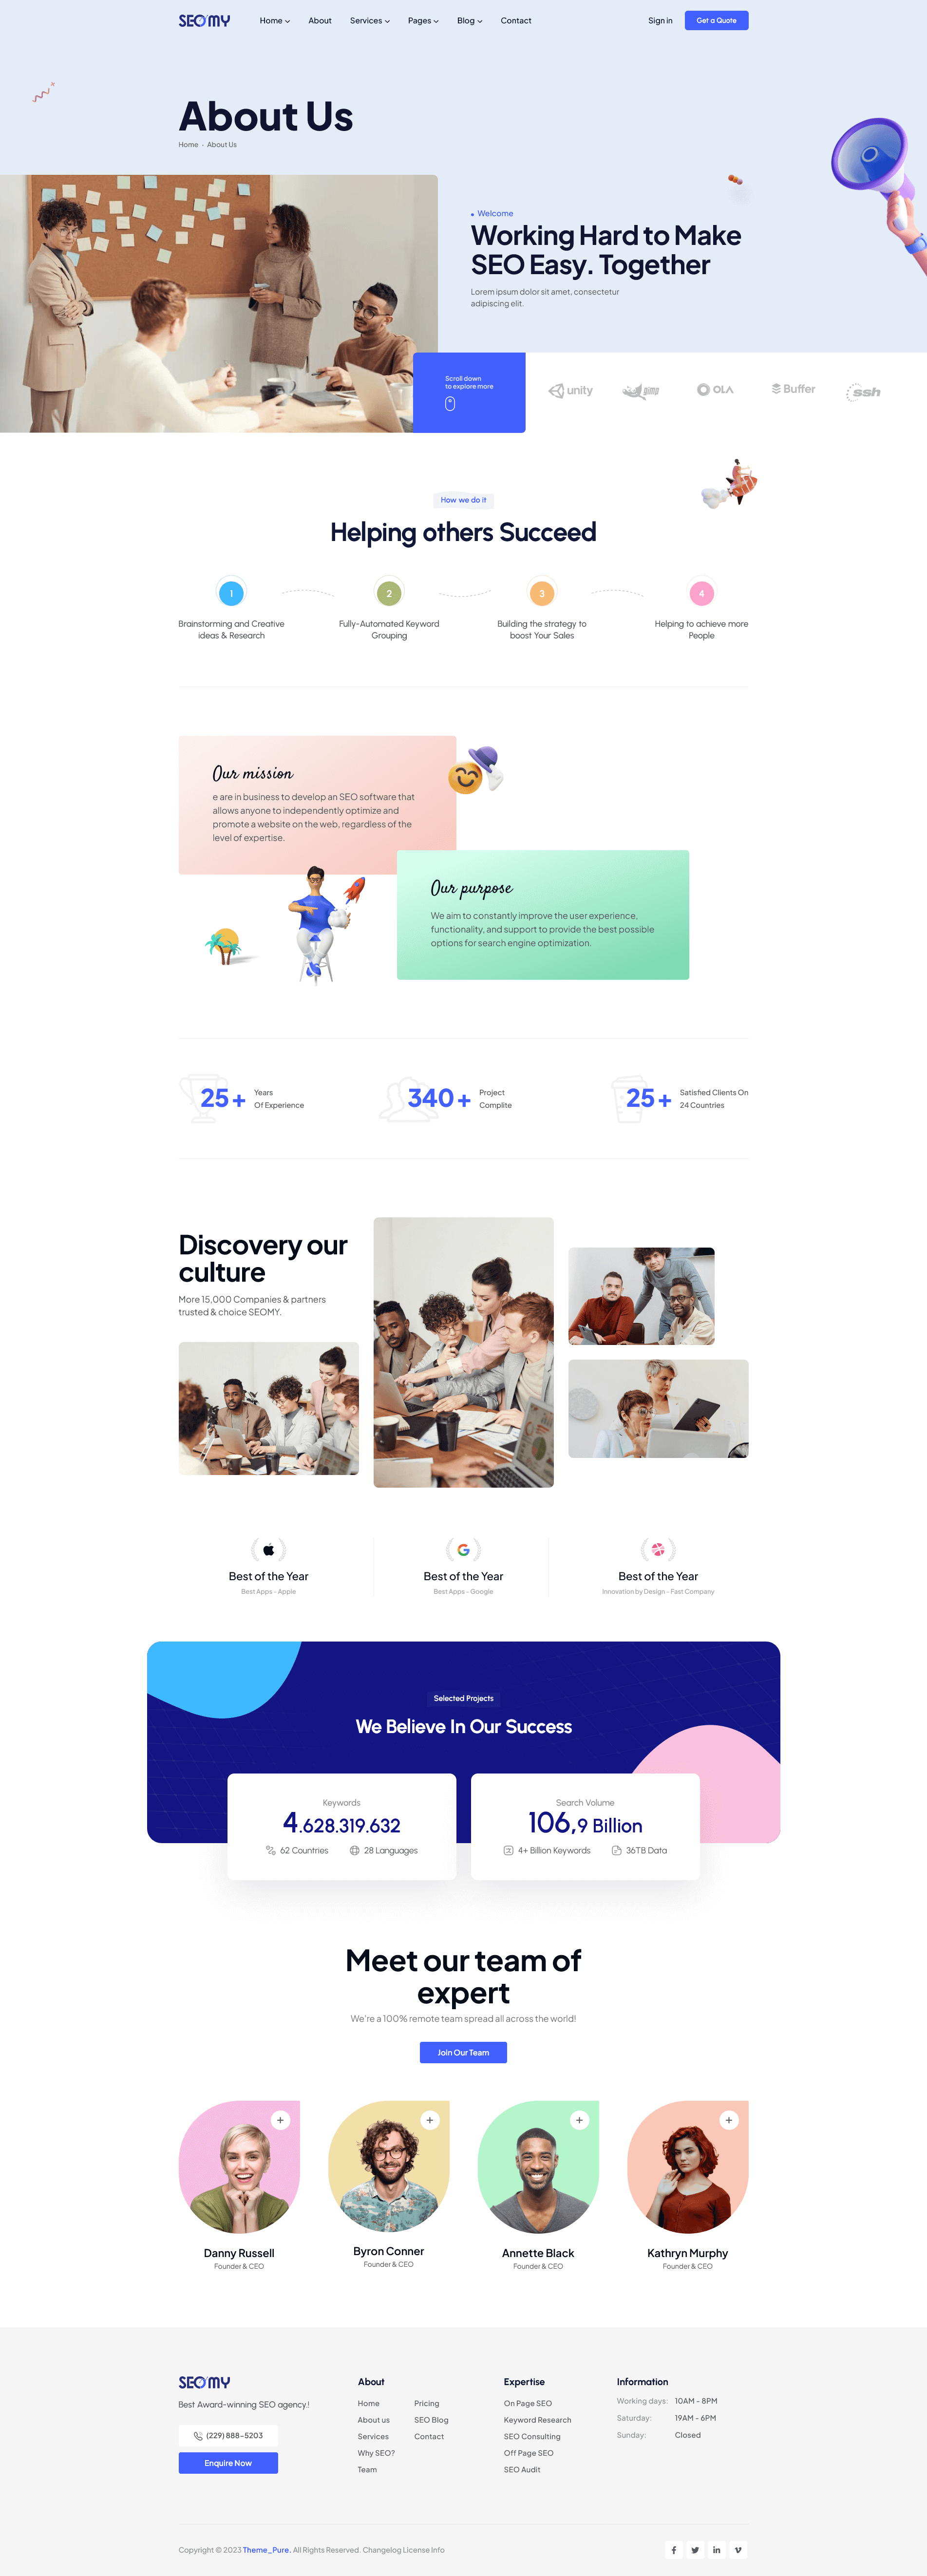 SEOMY
Home
About
Services
Pages
Blog
Contact
Sign in
Get a Quote
About Us
Home
About Us
Welcome
Working Hard to Make
SEO Easy. Together
Lorem ipsum dolor sit amet, consectetur
adipiscing elit.
Scroll down
to explore more
unity
gimp
OLA
Buffer
ssh
How we do it
Helping others Succeed
1
2
3
4
Brainstorming and Creative
ideas & Research
Fully-Automated Keyword
Grouping
Building the strategy to
boost Your Sales
Helping to achieve more
People
Our mission
e are in business to develop an SEO software that
allows anyone to independently optimize and
promote a website on the web, regardless of the
level of expertise.
Our purpose
We aim to constantly improve the user experience,
functionality, and support to provide the best possible
options for search engine optimization.
25+
Years
Of Experience
340+
Project
Complite
25+
Satisfied Clients On
24 Countries
Discovery our
culture
More 15,000 Companies & partners
trusted & choice SEOMY.
Best of the Year
Best Apps - Apple
Best of the Year
Best Apps - Google
Best of the Year
Innovation by Design - Fast Company
Selected Projects
We Believe In Our Success
Keywords
4.628.319.632
62 Countries
28 Languages
Search Volume
106,9 Billion
4+ Billion Keywords
36TB Data
Meet our team of
expert
We're a 100% remote team spread all across the world!
Join Our Team
Danny Russell
Founder & CEO
Byron Conner
Founder & CEO
Annette Black
Founder & CEO
Kathryn Murphy
Founder & CEO
SEOMY
Best Award-winning SEO agency.!
(229) 888-5203
Enquire Now
About
Home
About us
Services
Why SEO?
Team
Pricing
SEO Blog
Contact
Expertise
On Page SEO
Keyword Research
SEO Consulting
Off Page SEO
SEO Audit
Information
Working days: 10AM - 8PM
Saturday: 19AM - 6PM
Sunday: Closed
Copyright © 2023 Theme_Pure. All Rights Reserved. Changelog License Info